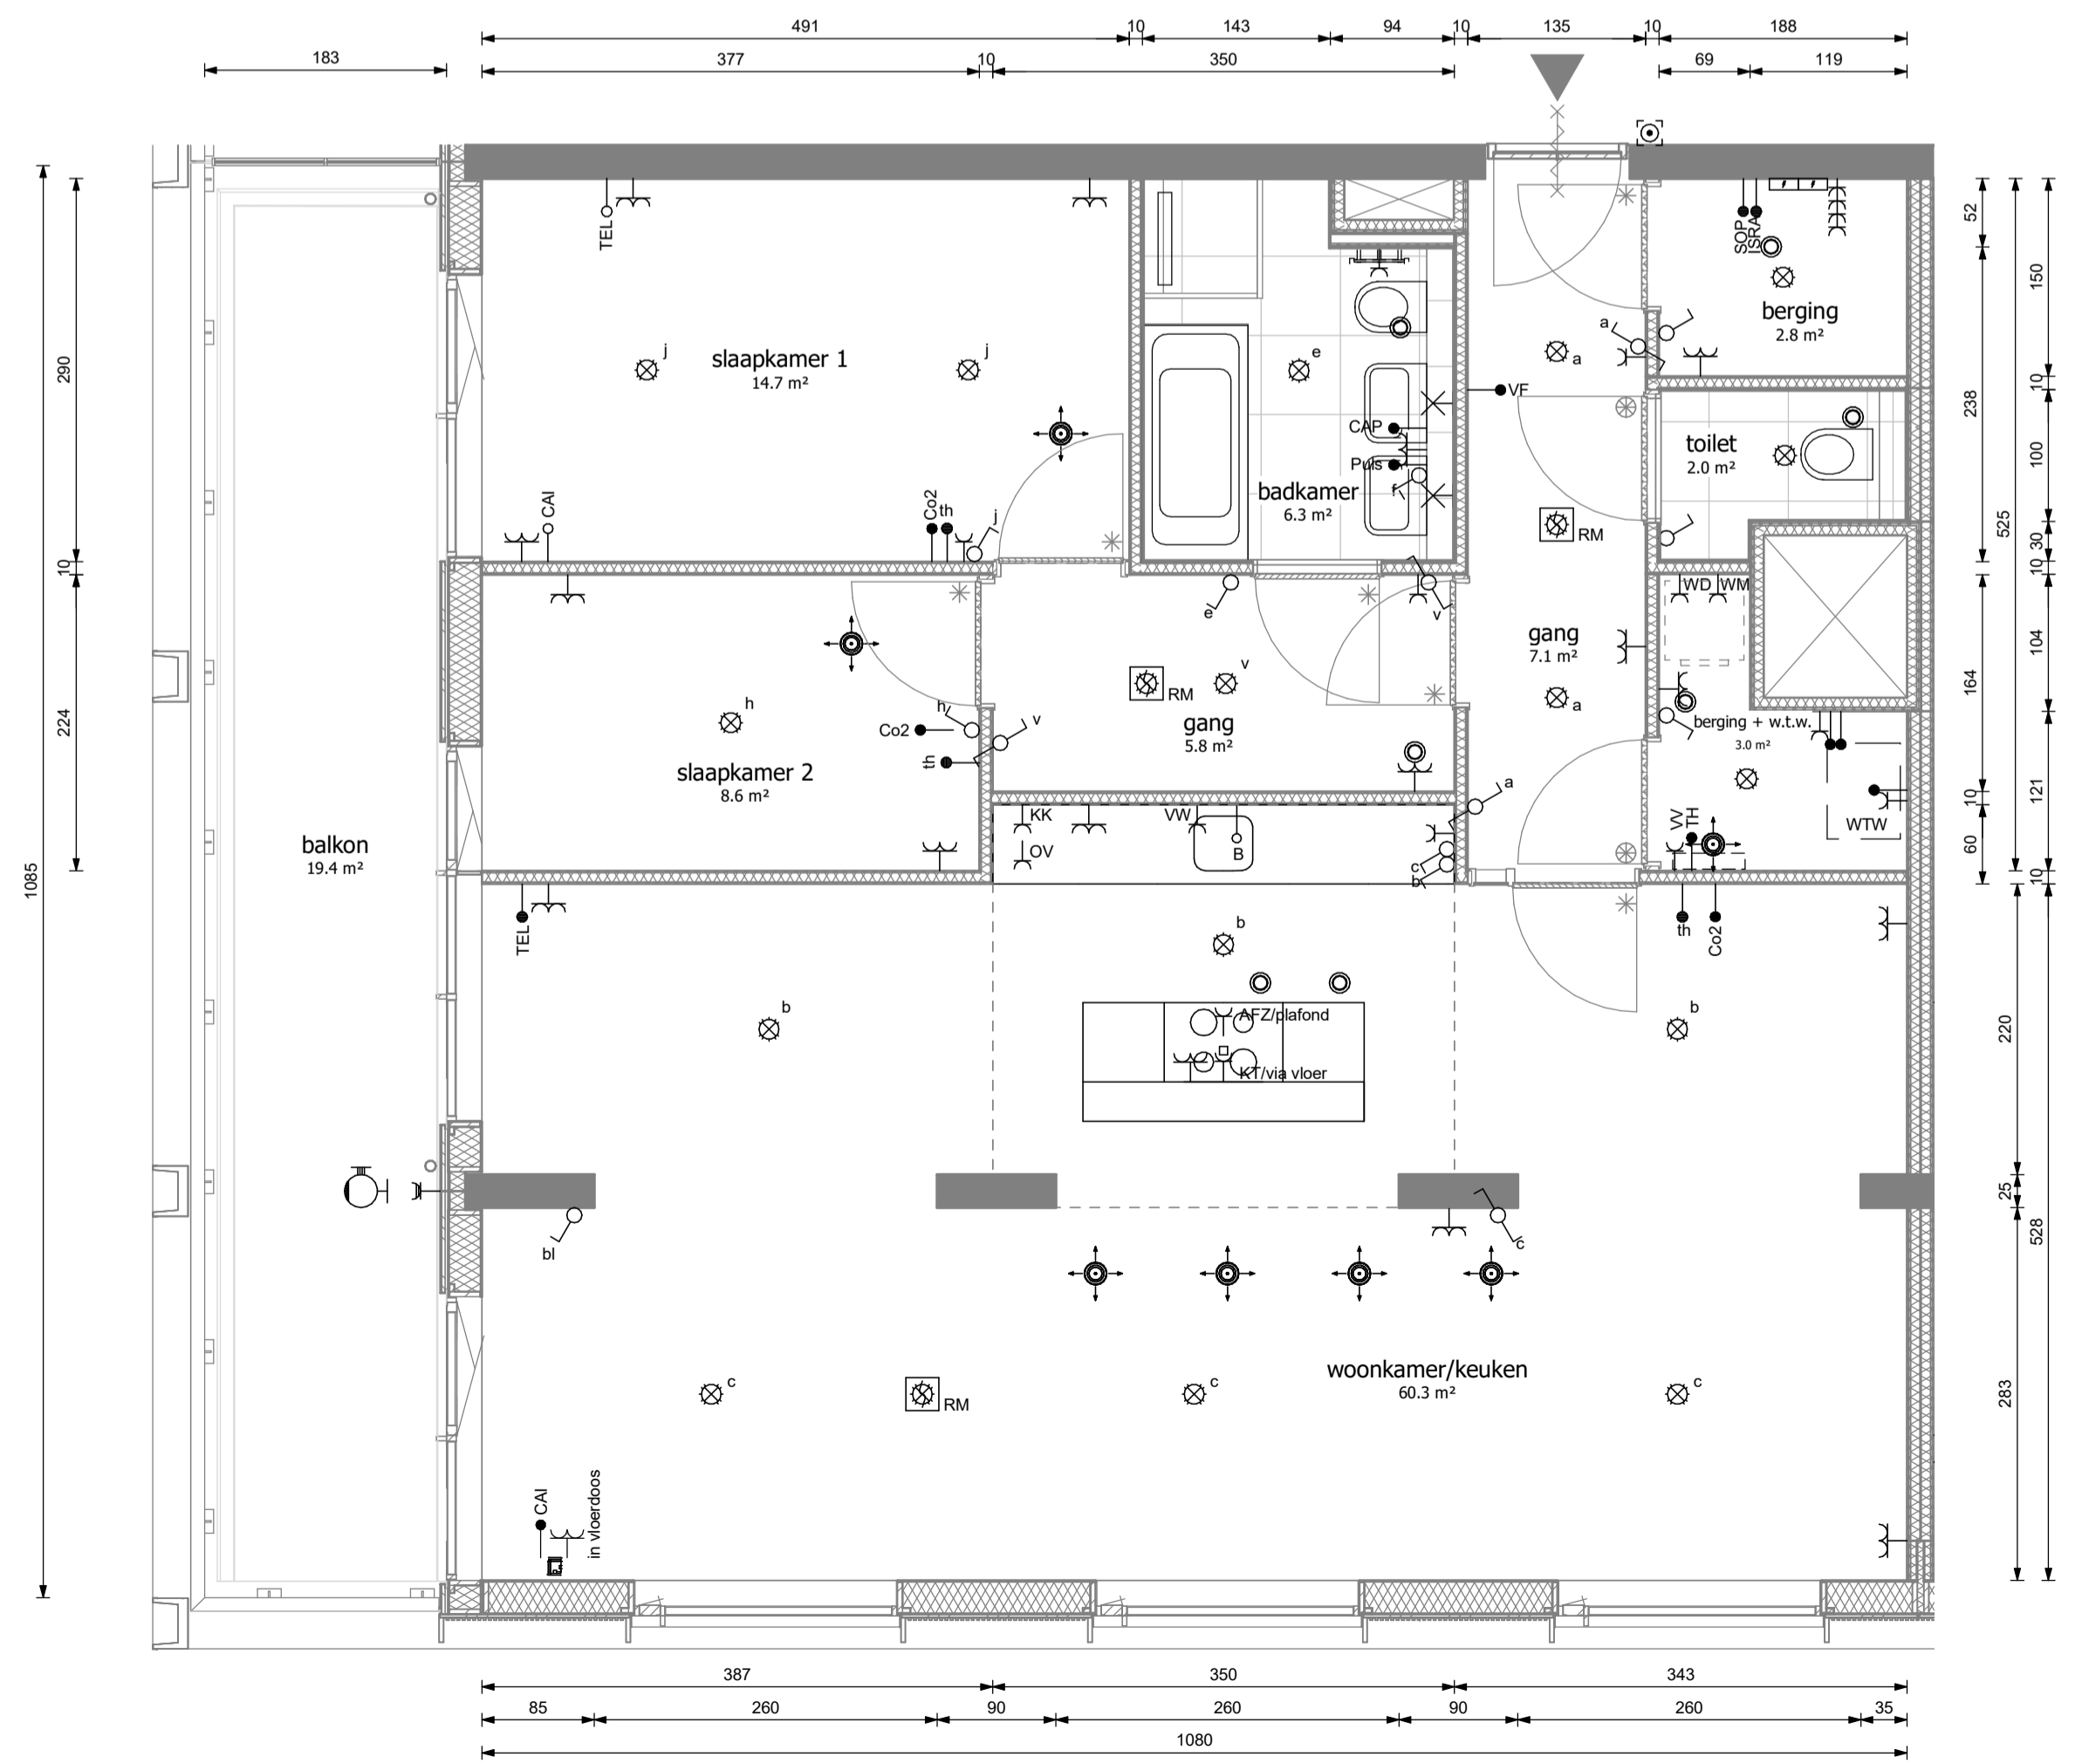 491
10
143
94
10
135
10
188
183
377
10
350
69
119
1085
290
10
224
TEL
SOP
ISRA
berging
2.8 m²
a
a
j
slaapkamer 1
14.7 m²
j
e
VF
CAP
Puls
f
toilet
2.0 m²
badkamer
6.3 m²
CAI
Co2
th
j
RM
WD
WM
e
v
gang
7.1 m²
h
h
v
RM
v
gang
5.8 m²
a
Co2
th
slaapkamer 2
8.6 m²
berging + w.t.w.
3.0 m²
a
KK
VW
OV
B
c
b
VV
TH
WTW
balkon
19.4 m²
TEL
th
Co2
b
b
b
AFZ/plafond
KT/via vloer
bl
c
woonkamer/keuken
60.3 m²
c
RM
c
c
CAI
in vloerdoos
52
238
164
10
60
525
150
10
100
30
10
104
121
10
220
25
283
528
387
350
343
85
260
90
260
90
260
35
1080